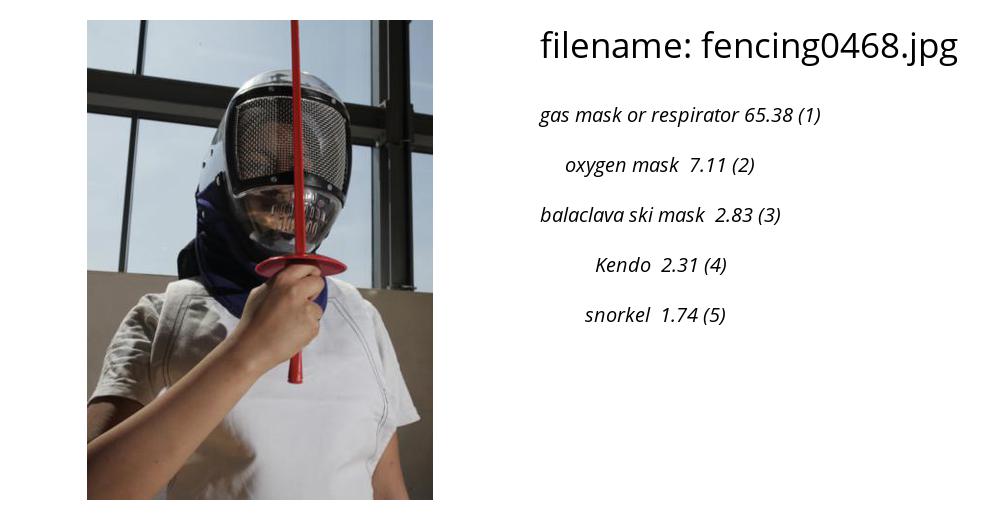 filename: fencing0468.jpg
gas mask or respirator 65.38 (1)
oxygen mask 7.11 (2)
balaclava ski mask 2.83 (3)
Kendo 2.31 (4)
snorkel 1.74 (5)